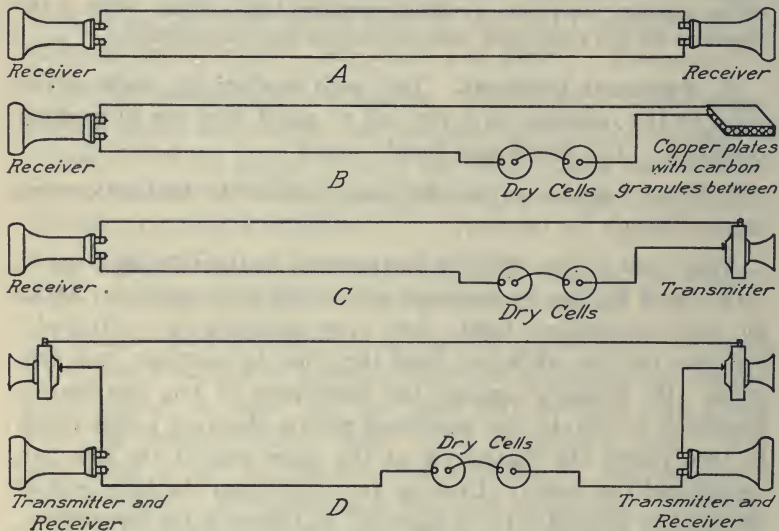 Receiver
A
Receiver
Receiver
B
Dry Cells
Copper plates
with carbon
granules between
Receiver
C
Dry Cells
Transmitter
Dry Cells
Transmitter and
Receiver
D
Transmitter and
Receiver